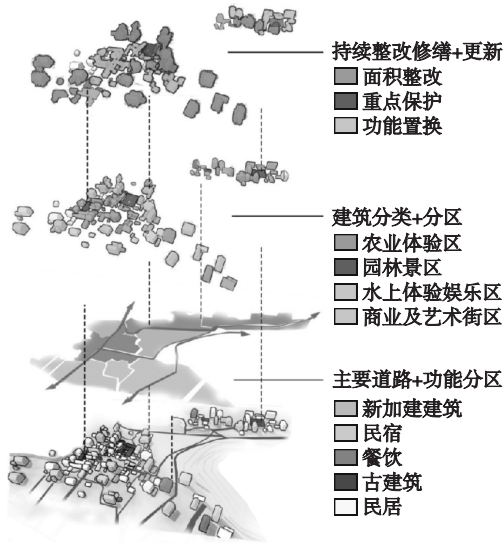 持续整改修缮+更新
面积整改
重点保护
功能置换
建筑分类+分区
农业体验区
园林景区
水上体验娱乐区
商业及艺术街区
主要道路+功能分区
新加建建筑
民宿
餐饮
古建筑
民居